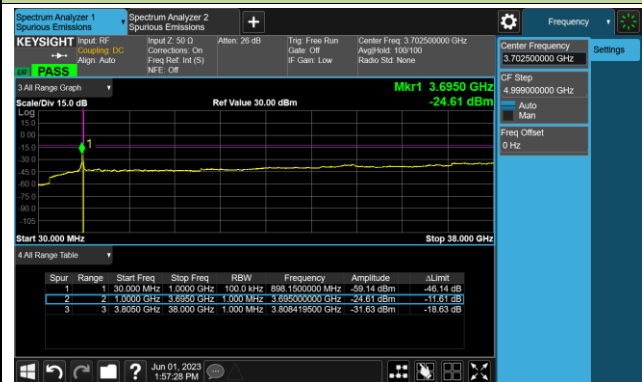 Spectrum Analyzer 1
Spurious Emissions
Spectrum Analyzer 2
Spurious Emissions
+
Frequency
KEYSIGHT
Input: RF
Coupling: DC
Align: Auto
Input Z: 50 Ω
Corrections: On
Freq Ref: Int (S)
NFE: Off
Atten: 26 dB
Trig: Free Run
Gate: Off
IF Gain: Low
Center Freq: 3.702500000 GHz
Avg|Hold: 100/100
Radio Std: None
PASS
Center Frequency
3.702500000 GHz
Settings
CF Step
4.999000000 GHz
Auto
Man
Freq Offset
0 Hz
3 All Range Graph
Mkr1 3.6950 GHz
-24.61 dBm
Scale/Div 15.0 dB
Ref Value 30.00 dBm
Log
15.0
0.00
-15.0
-30.0
-45.0
-60.0
-75.0
-90.0
-105
1
Start 30.000 MHz
Stop 38.000 GHz
4 All Range Table
Spur Range Start Freq Stop Freq RBW Frequency Amplitude ΔLimit
1 1 30.000 MHz 1.0000 GHz 100.0 kHz 898.1500000 MHz -59.14 dBm -46.14 dB
2 2 1.0000 GHz 3.6950 GHz 1.000 MHz 3.695000000 GHz -24.61 dBm -11.61 dB
3 3 3.8050 GHz 38.000 GHz 1.000 MHz 3.808419500 GHz -31.63 dBm -18.63 dB
?
Jun 01, 2023
1:57:28 PM